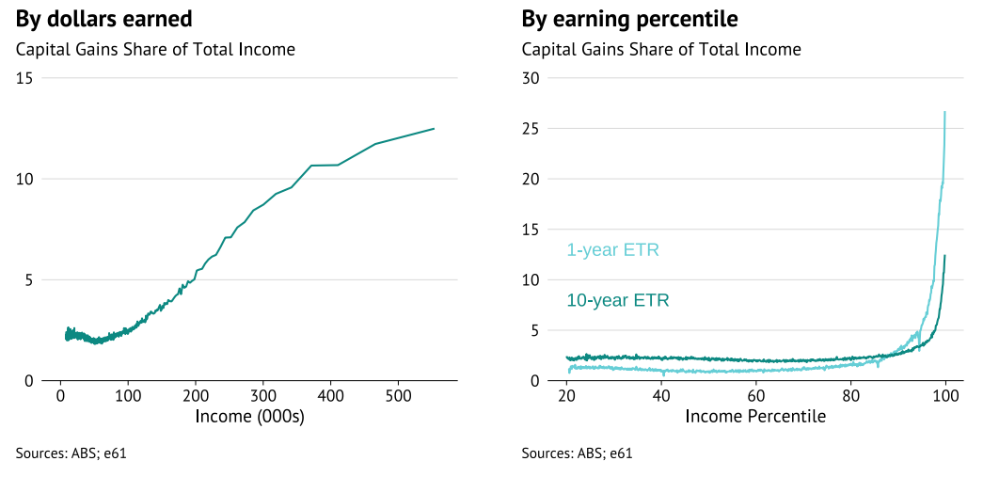 By dollars earned
Capital Gains Share of Total Income
15
10
5
0
0 100 200 300 400 500
Income (000s)
Sources: ABS; e61
By earning percentile
Capital Gains Share of Total Income
30
25
20
15
10
5
0
1-year ETR
10-year ETR
20 40 60 80 100
Income Percentile
Sources: ABS; e61